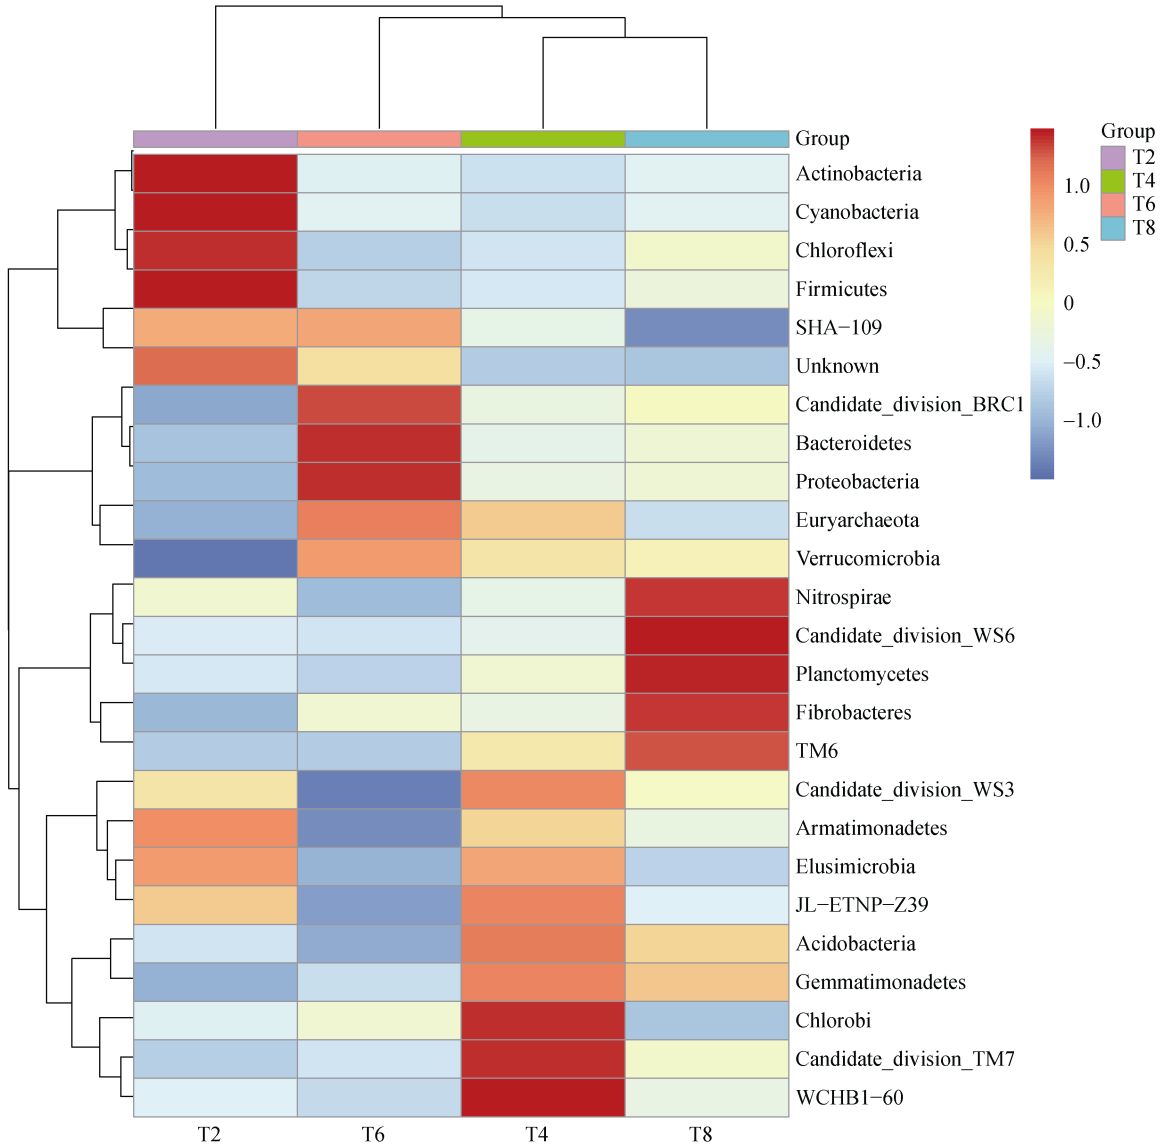 Group
Actinobacteria
Cyanobacteria
Chloroflexi
Firmicutes
SHA−109
Unknown
Candidate_division_BRC1
Bacteroidetes
Proteobacteria
Euryarchaeota
Verrucomicrobia
Nitrospirae
Candidate_division_WS6
Planctomycetes
Fibrobacteres
TM6
Candidate_division_WS3
Armatimonadetes
Elusimicrobia
JL−ETNP−Z39
Acidobacteria
Gemmatimonadetes
Chlorobi
Candidate_division_TM7
WCHB1−60
T2 T6 T4 T8
1.0
0.5
0
−0.5
−1.0
Group
T2
T4
T6
T8